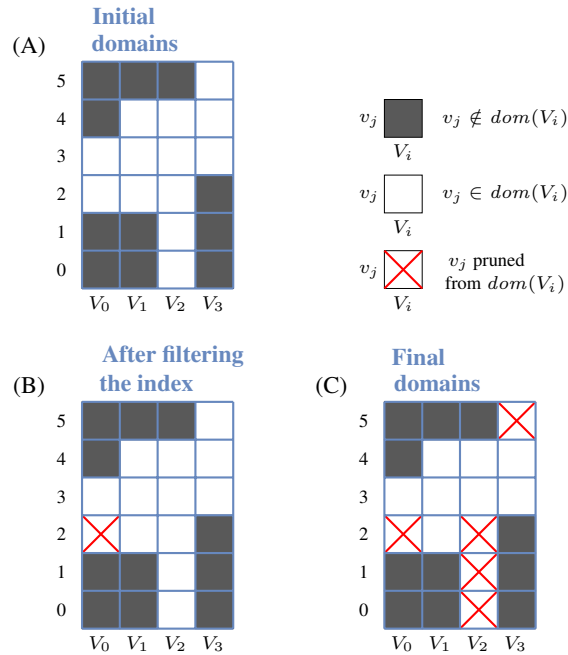 Initial
domains
(A)
5
4
3
2
1
0
V₀ V₁ V₂ V₃
vⱼ vⱼ ∉ dom(Vᵢ)
Vᵢ
vⱼ vⱼ ∈ dom(Vᵢ)
Vᵢ
vⱼ vⱼ pruned
from dom(Vᵢ)
Vᵢ
After filtering
the index
(B)
5
4
3
2
1
0
V₀ V₁ V₂ V₃
Final
domains
(C)
5
4
3
2
1
0
V₀ V₁ V₂ V₃